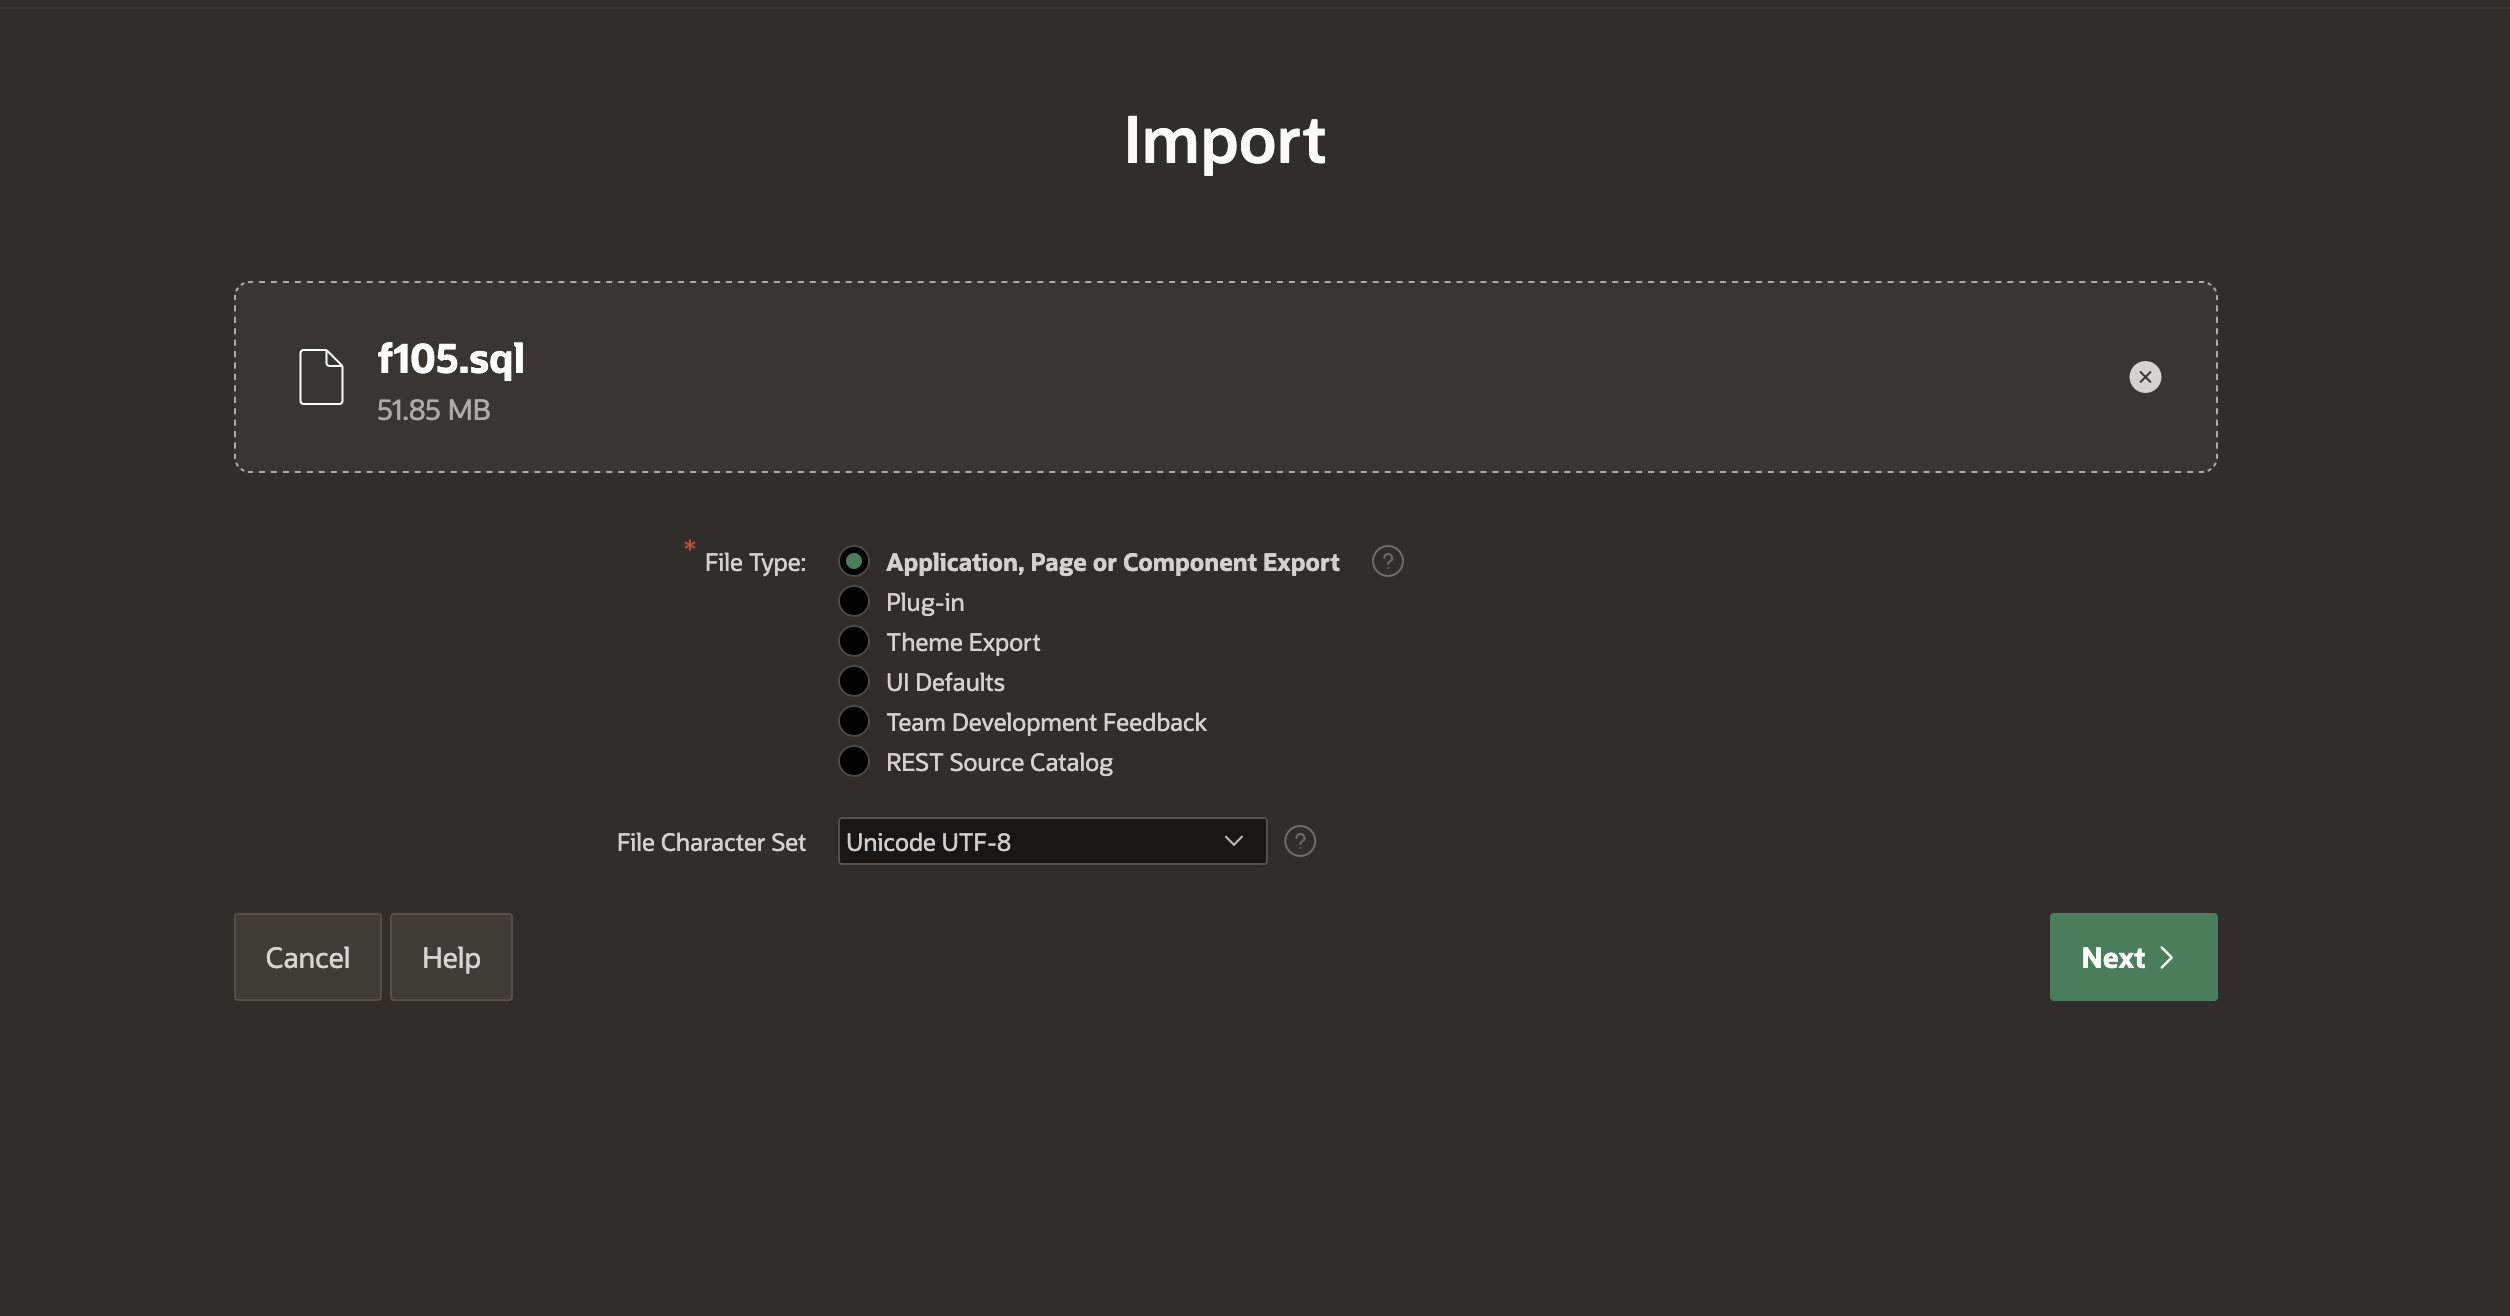 Import
f105.sql
51.85 MB
* File Type:
Application, Page or Component Export ?
Plug-in
Theme Export
UI Defaults
Team Development Feedback
REST Source Catalog
File Character Set Unicode UTF-8 ?
Cancel Help Next